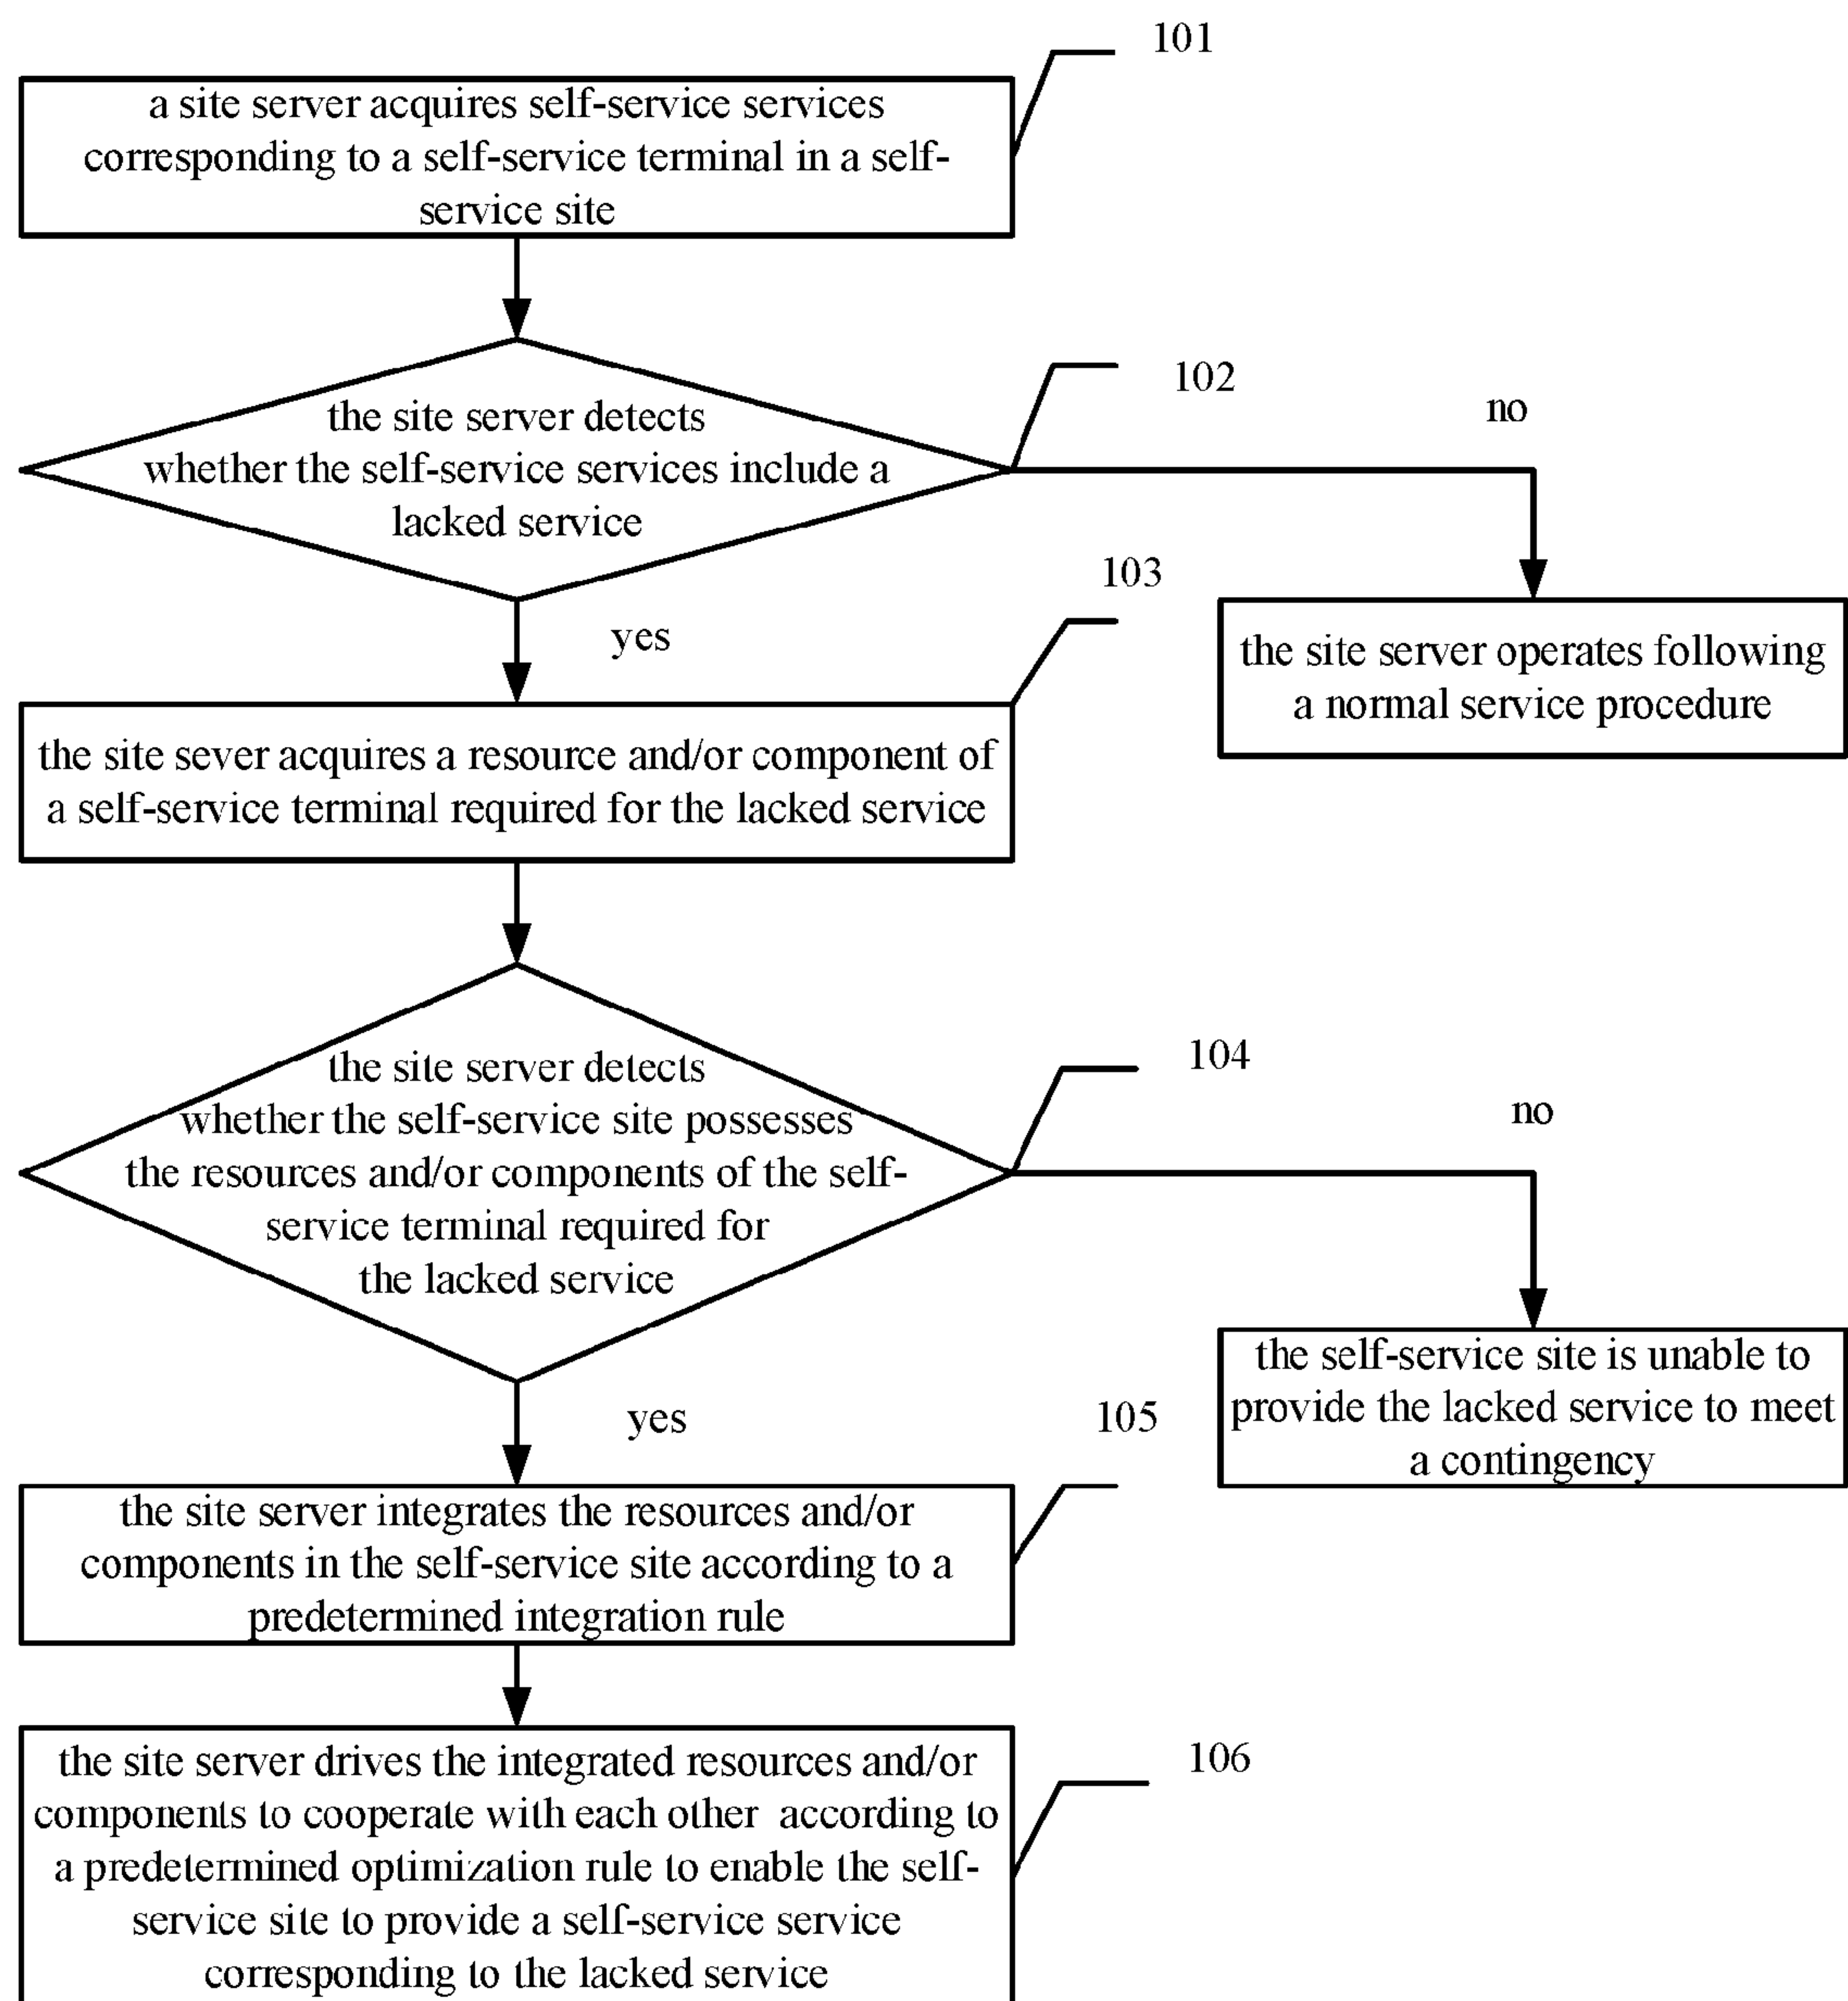 101
a site server acquires self-service services
corresponding to a self-service terminal in a self-
service site
102
no
the site server detects
whether the self-service services include a
lacked service
103
yes
the site server operates following
a normal service procedure
the site sever acquires a resource and/or component of
a self-service terminal required for the lacked service
104
no
the site server detects
whether the self-service site possesses
the resources and/or components of the self-
service terminal required for
the lacked service
the self-service site is unable to
provide the lacked service to meet
a contingency
yes
105
the site server integrates the resources and/or
components in the self-service site according to a
predetermined integration rule
106
the site server drives the integrated resources and/or
components to cooperate with each other according to
a predetermined optimization rule to enable the self-
service site to provide a self-service service
corresponding to the lacked service